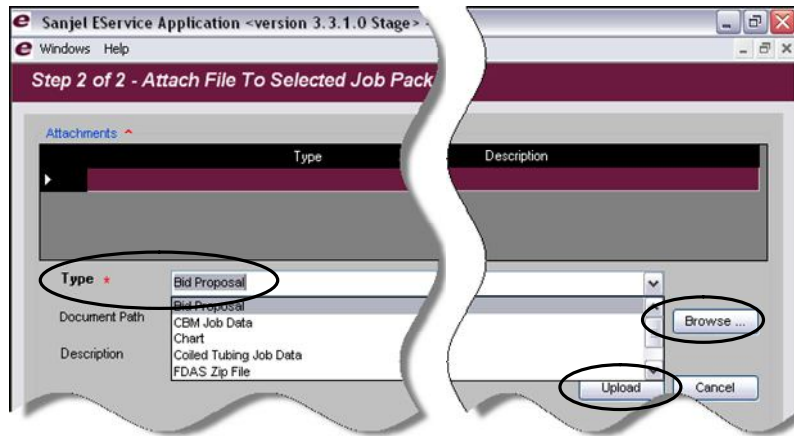 Sanjel EService Application <version 3.3.1.0 Stage> -
Windows Help
Step 2 of 2 - Attach File To Selected Job Pack
Attachments
Type Description
Type * Bid Proposal
Bid Proposal
Document Path CBM Job Data Browse ...
Chart
Description Coiled Tubing Job Data
FDAS Zip File
Upload Cancel